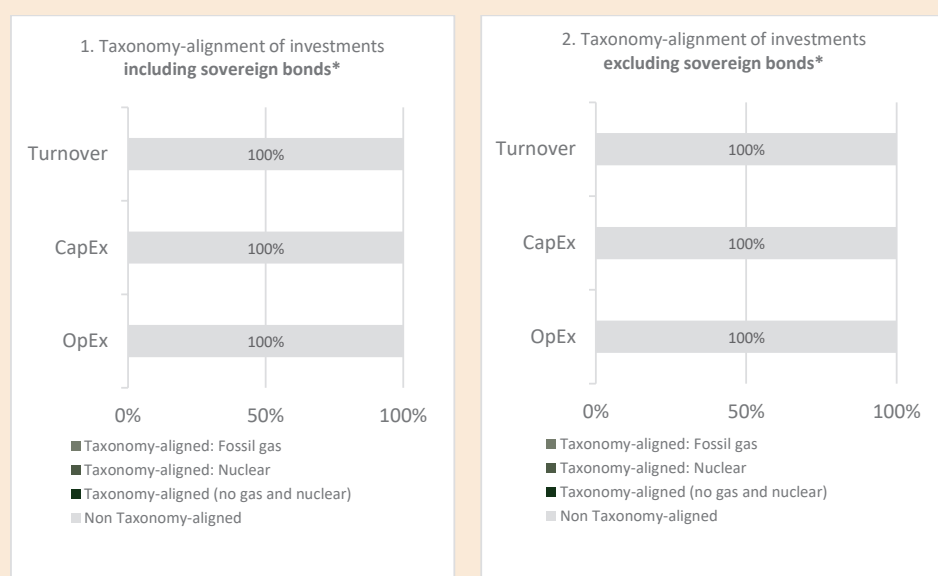 1. Taxonomy-alignment of investments
including sovereign bonds*
Turnover
100%
CapEx
100%
OpEx
100%
0%
50%
100%
Taxonomy-aligned: Fossil gas
Taxonomy-aligned: Nuclear
Taxonomy-aligned (no gas and nuclear)
Non Taxonomy-aligned
2. Taxonomy-alignment of investments
excluding sovereign bonds*
Turnover
100%
CapEx
100%
OpEx
100%
0%
50%
100%
Taxonomy-aligned: Fossil gas
Taxonomy-aligned: Nuclear
Taxonomy-aligned (no gas and nuclear)
Non Taxonomy-aligned